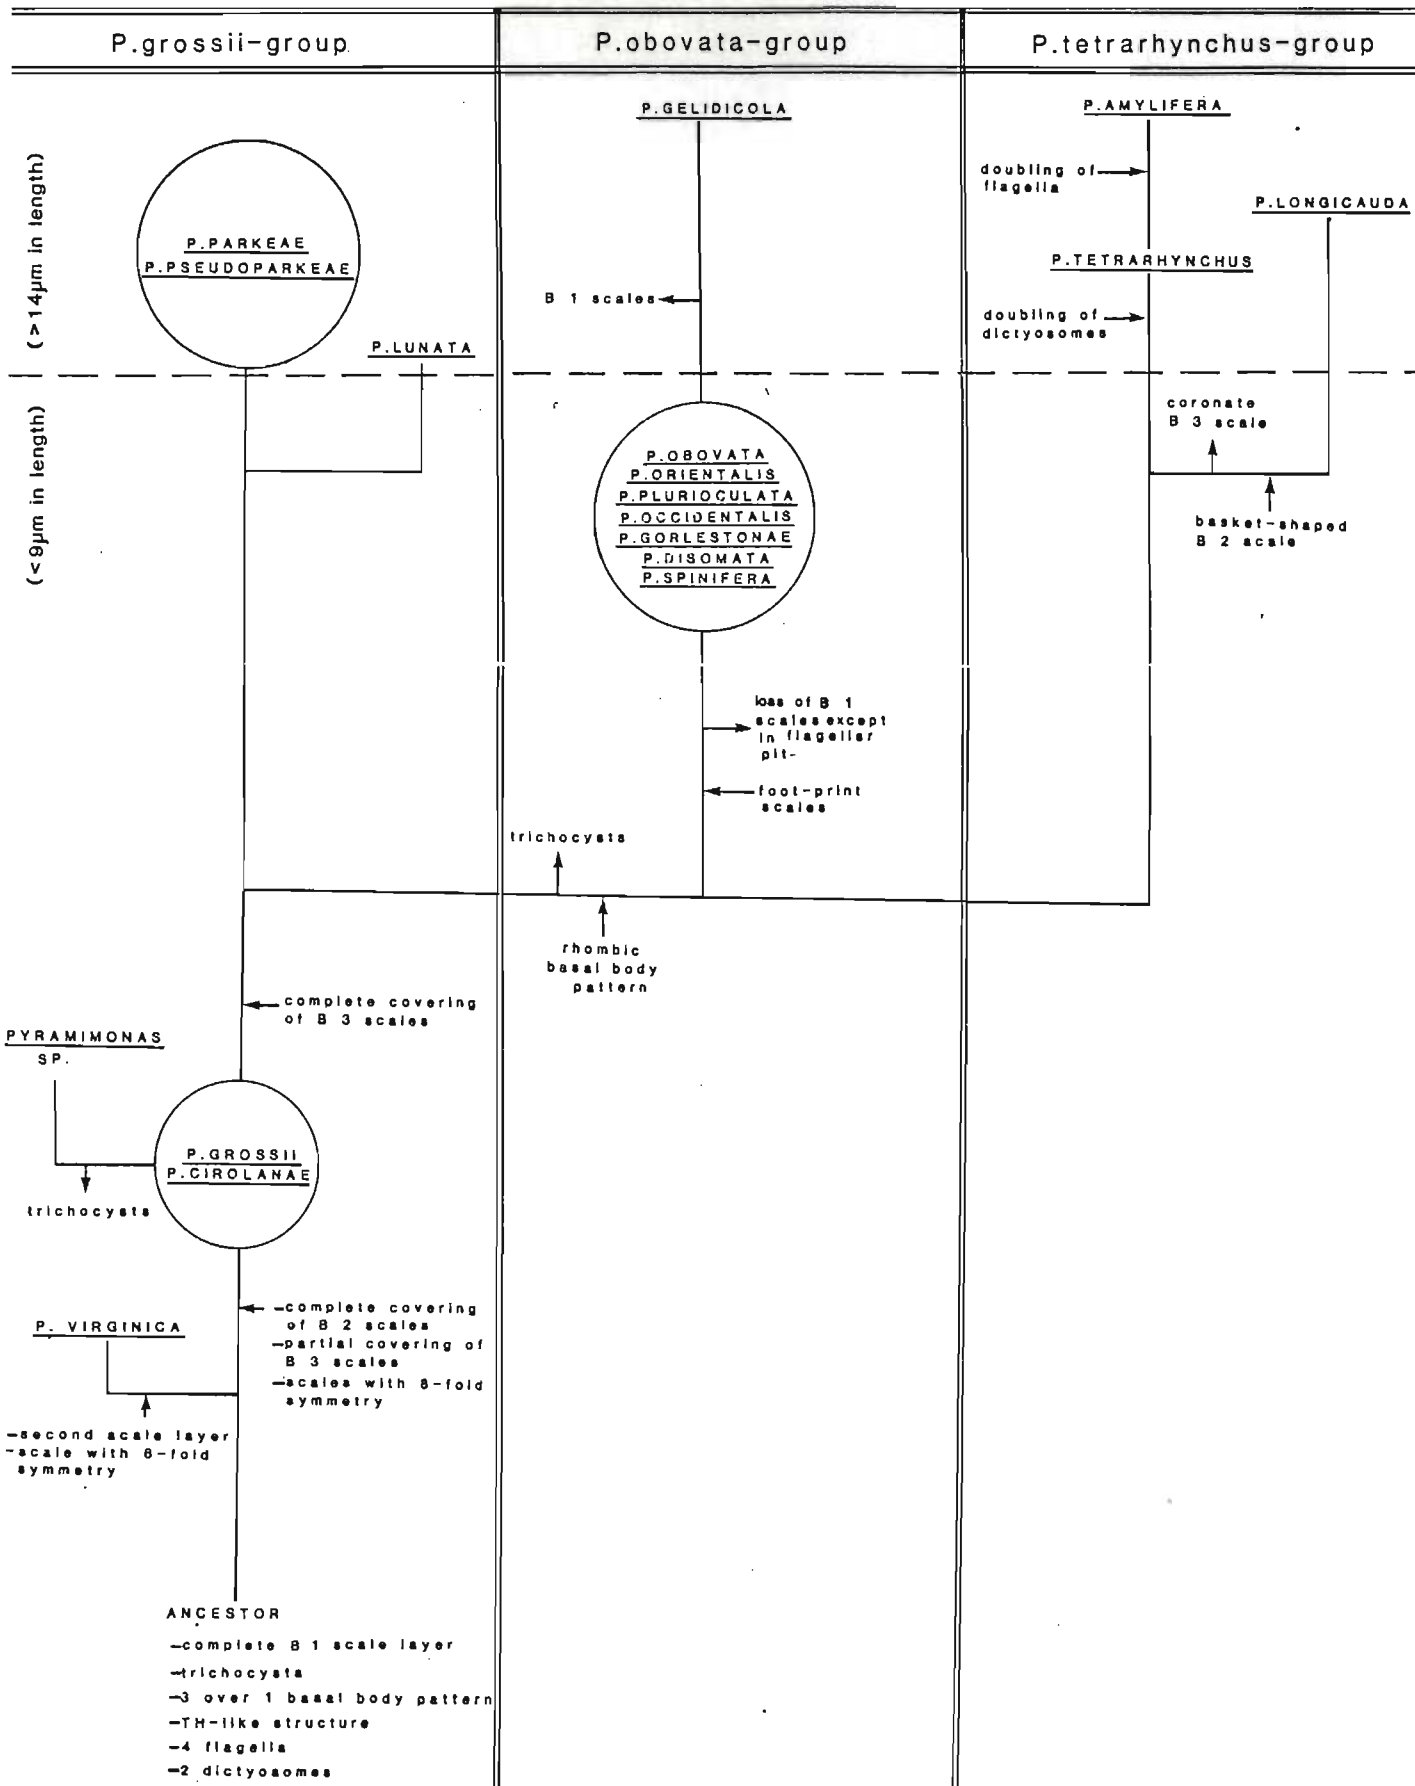 P.grossii-group
P.obovata-group
P.tetrarhynchus-group
(>14µm in length)
(<9µm in length)
P.PARKEAE
P.PSEUDOPARKEAE
P.LUNATA
P.GELIDICOLA
B 1 scales
P.OBOVATA
P.ORIENTALIS
P.PLURIOCULATA
P.OCCIDENTALIS
P.GORLESTONAE
P.DISOMATA
P.SPINIFERA
loss of B 1
scales except
in flagellar
pit-
foot-print
scales
P.AMYLIFERA
doubling of
flagella
P.LONGICAUDA
P.TETRARHYNCHUS
doubling of
dictyosomes
coronate
B 3 scale
basket-shaped
B 2 scale
trichocysts
rhombic
basal body
pattern
complete covering
of B 3 scales
PYRAMIMONAS
SP.
trichocysts
P.GROSSII
P.CIROLANAE
-complete covering
of B 2 scales
-partial covering of
B 3 scales
-scales with 8-fold
symmetry
P. VIRGINICA
-second scale layer
-scale with 6-fold
symmetry
ANCESTOR
-complete B 1 scale layer
-trichocysts
-3 over 1 basal body pattern
-TH-like structure
-4 flagella
-2 dictyosomes